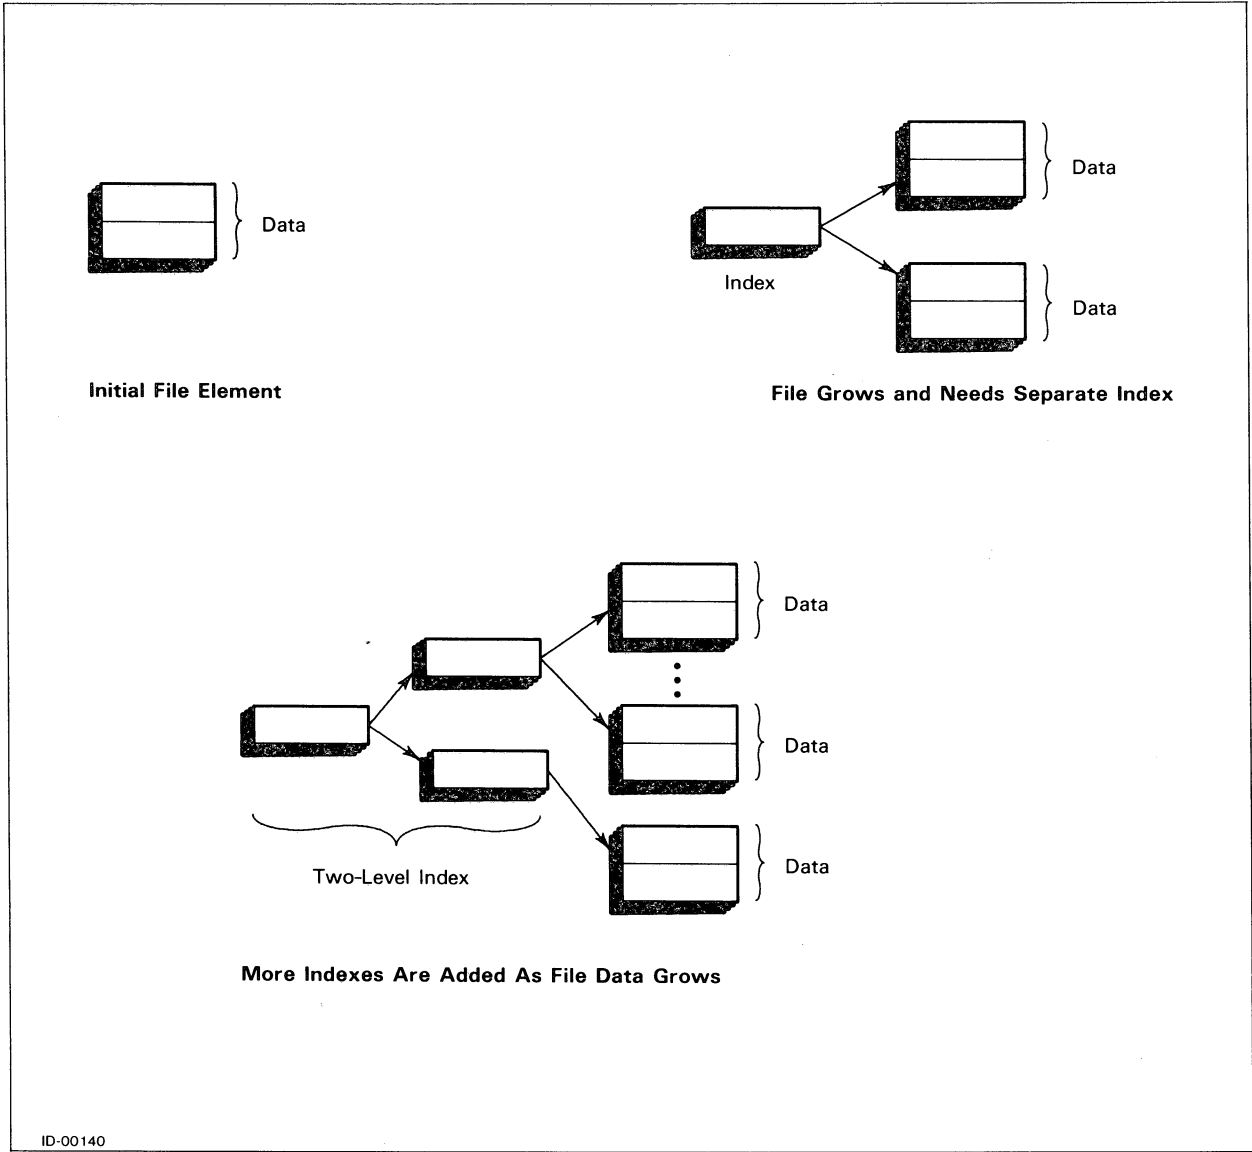 Data
Initial File Element
Data
Index
Data
File Grows and Needs Separate Index
Data
Data
Data
Two-Level Index
More Indexes Are Added As File Data Grows
ID-00140